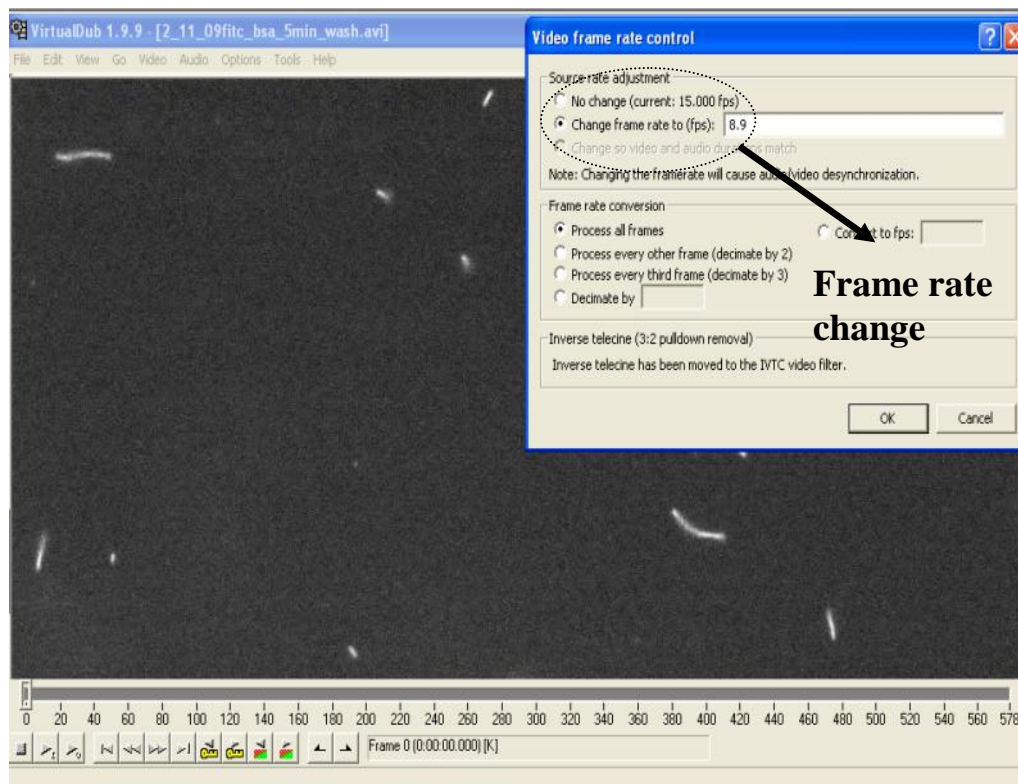 VirtualDub 1.9.9 - [2_11_09fitc_bsa_5min_wash.avi]
File Edit View Go Video Audio Options Tools Help
Video frame rate control
Source rate adjustment
No change (current: 15.000 fps)
Change frame rate to (fps): 8.9
Change so video and audio durations match
Note: Changing the framerate will cause audio/video desynchronization.
Frame rate conversion
Process all frames
Convert to fps:
Process every other frame (decimate by 2)
Process every third frame (decimate by 3)
Decimate by
Frame rate
change
Inverse telecine (3:2 pulldown removal)
Inverse telecine has been moved to the IVTC video filter.
OK Cancel
0 20 40 60 80 100 120 140 160 180 200 220 240 260 280 300 320 340 360 380 400 420 440 460 480 500 520 540 560 578
Frame 0 (0:00:00.000) [K]